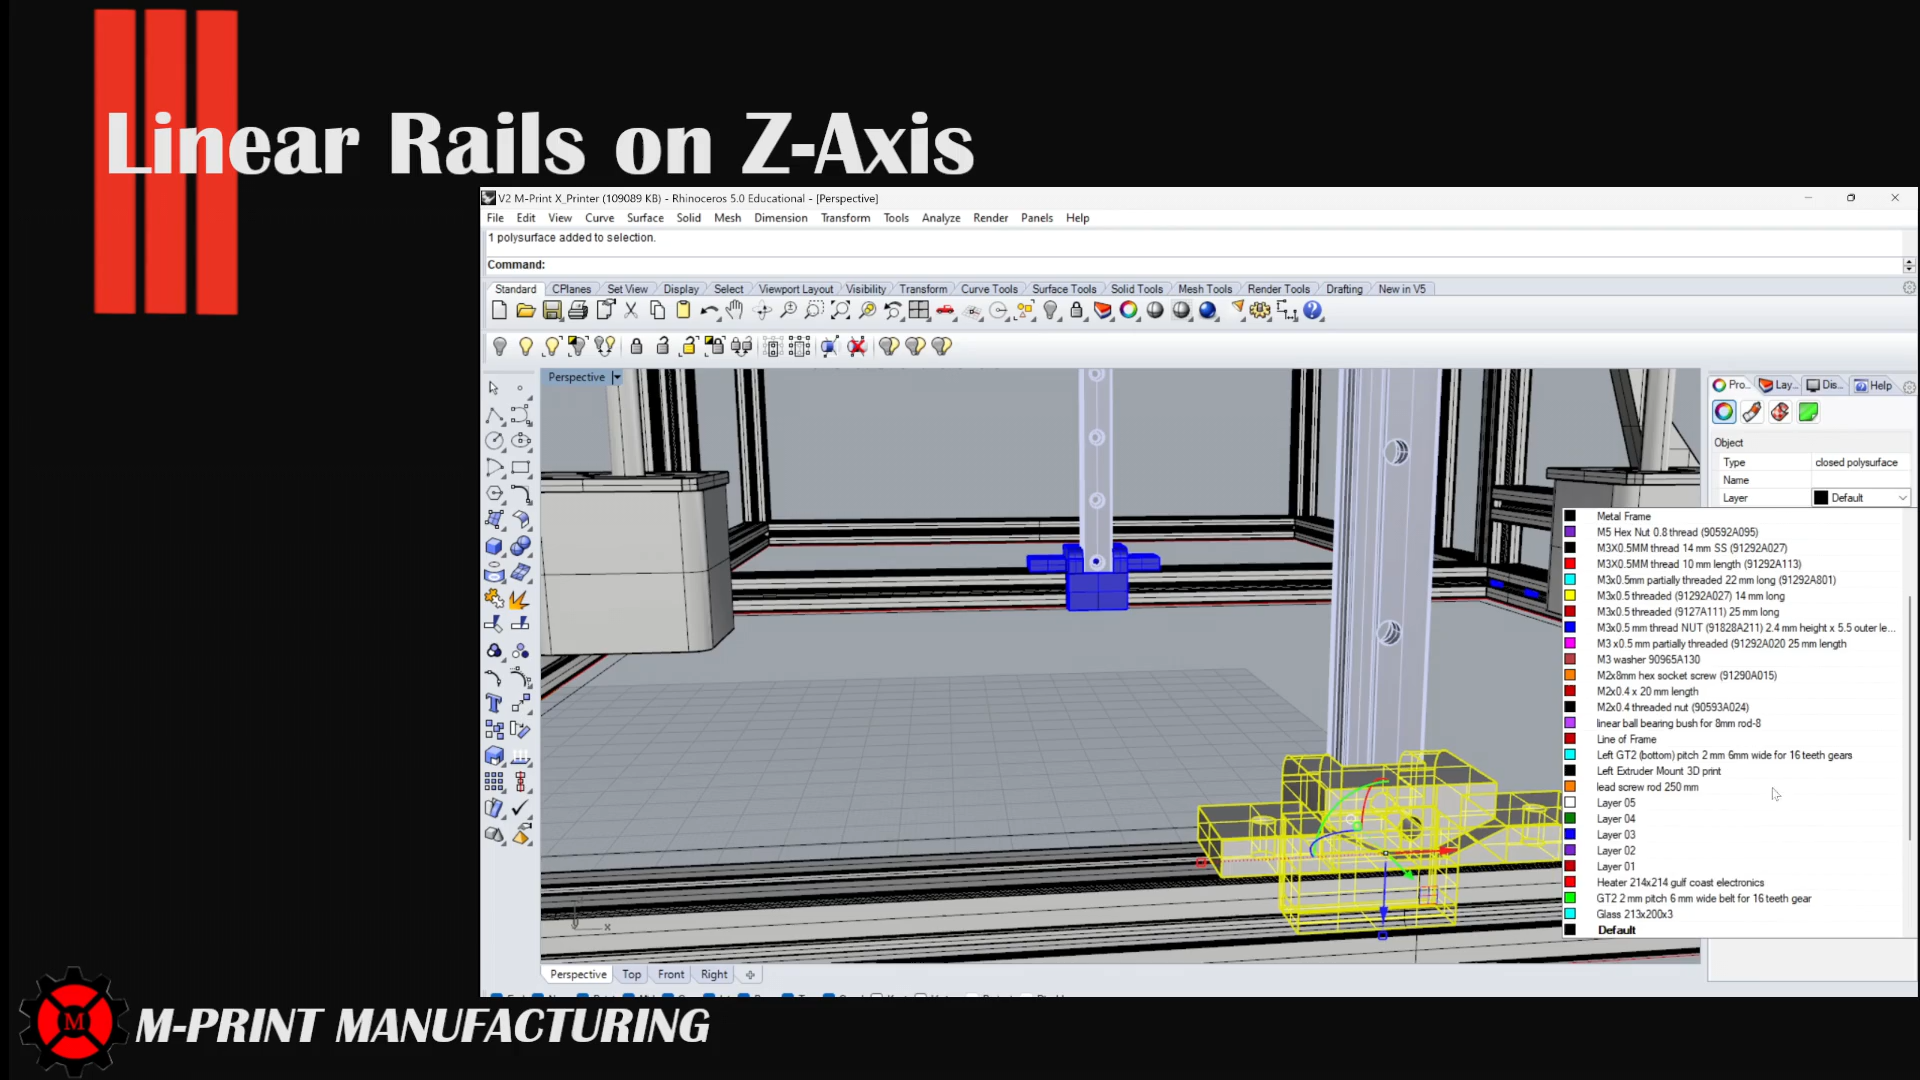 Linear Rails on Z-Axis
V2 M-Print X_Printer (109089 KB) - Rhinoceros 5.0 Educational - [Perspective]
File Edit View Curve Surface Solid Mesh Dimension Transform Tools Analyze Render Panels Help
1 polysurface added to selection.
Command:
Standard CPlanes Set View Display Select Viewport Layout Visibility Transform Curve Tools Surface Tools Solid Tools Mesh Tools Render Tools Drafting New in V5
Perspective
Pro... Lay... Dis... Help
Object
Type closed polysurface
Name
Layer Default
Metal Frame
M5 Hex Nut 0.8 thread (90592A095)
M3X0.5MM thread 14 mm SS (91292A027)
M3X0.5MM thread 10 mm length (91292A113)
M3x0.5mm partially threaded 22 mm long (91292A801)
M3x0.5 threaded (91292A027) 14 mm long
M3x0.5 threaded (9127A111) 25 mm long
M3x0.5 mm thread NUT (91828A211) 2.4 mm height x 5.5 outer le...
M3 x0.5 mm partially threaded (91292A020 25 mm length
M3 washer 90965A130
M2x8mm hex socket screw (91290A015)
M2x0.4 x 20 mm length
M2x0.4 threaded nut (90593A024)
linear ball bearing bush for 8mm rod-8
Line of Frame
Left GT2 (bottom) pitch 2 mm 6mm wide for 16 teeth gears
Left Extruder Mount 3D print
lead screw rod 250 mm
Layer 05
Layer 04
Layer 03
Layer 02
Layer 01
Heater 214x214 gulf coast electronics
GT2 2 mm pitch 6 mm wide belt for 16 teeth gear
Glass 213x200x3
Default
x
Perspective Top Front Right
M
M-PRINT MANUFACTURING